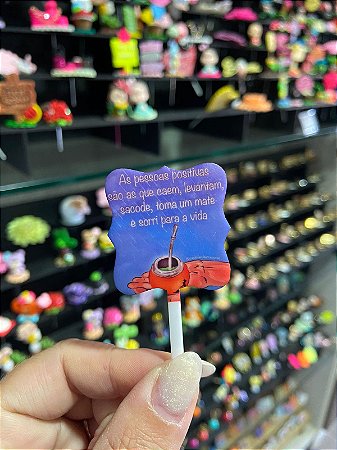 As pessoas positivas
são as que caem, levantam,
sacode, toma um mate
e sorri para a vida